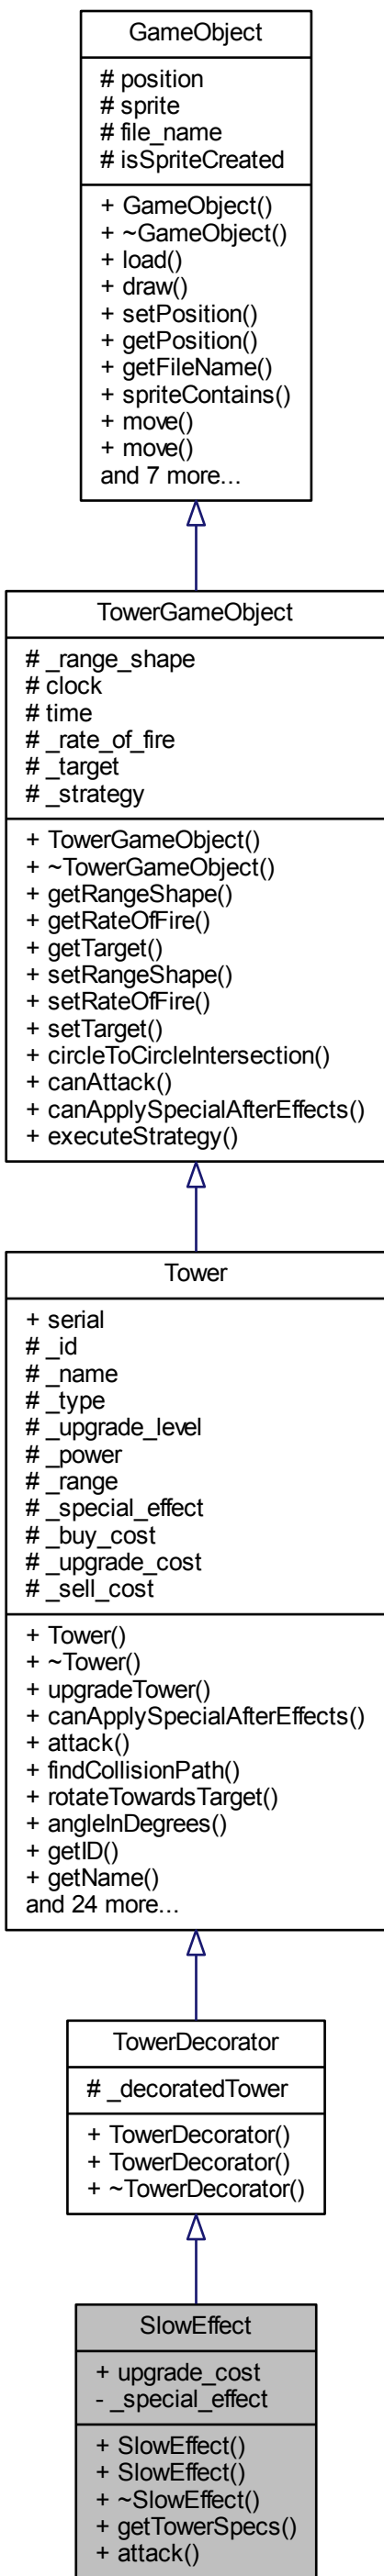 GameObject
# position
# sprite
# file_name
# isSpriteCreated
+ GameObject()
+ ~GameObject()
+ load()
+ draw()
+ setPosition()
+ getPosition()
+ getFileName()
+ spriteContains()
+ move()
+ move()
and 7 more...
TowerGameObject
# _range_shape
# clock
# time
# _rate_of_fire
# _target
# _strategy
+ TowerGameObject()
+ ~TowerGameObject()
+ getRangeShape()
+ getRateOfFire()
+ getTarget()
+ setRangeShape()
+ setRateOfFire()
+ setTarget()
+ circleToCircleIntersection()
+ canAttack()
+ canApplySpecialAfterEffects()
+ executeStrategy()
Tower
+ serial
# _id
# _name
# _type
# _upgrade_level
# _power
# _range
# _special_effect
# _buy_cost
# _upgrade_cost
# _sell_cost
+ Tower()
+ ~Tower()
+ upgradeTower()
+ canApplySpecialAfterEffects()
+ attack()
+ findCollisionPath()
+ rotateTowardsTarget()
+ angleInDegrees()
+ getID()
+ getName()
and 24 more...
TowerDecorator
# _decoratedTower
+ TowerDecorator()
+ TowerDecorator()
+ ~TowerDecorator()
SlowEffect
+ upgrade_cost
- _special_effect
+ SlowEffect()
+ SlowEffect()
+ ~SlowEffect()
+ getTowerSpecs()
+ attack()